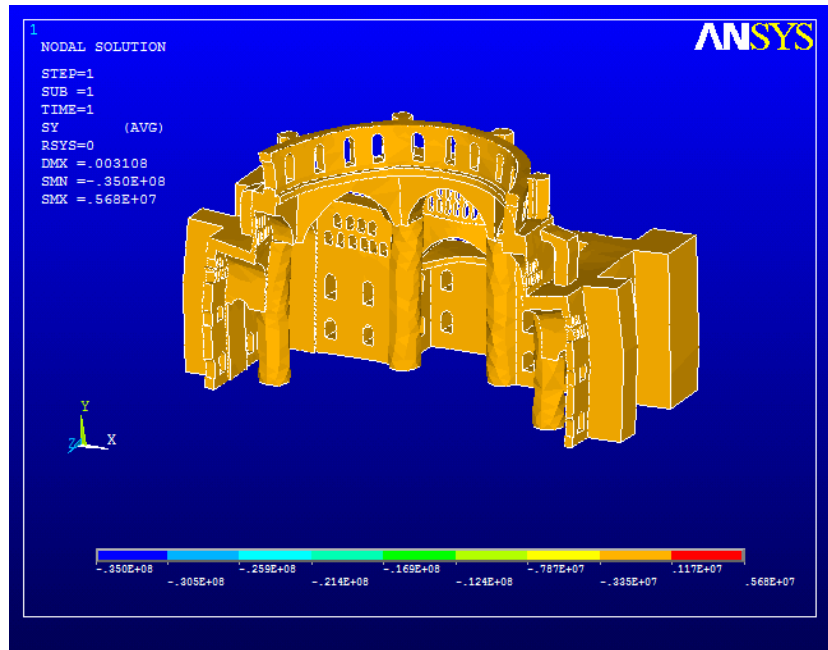 1
NODAL SOLUTION
ANSYS
STEP=1
SUB =1
TIME=1
SY (AVG)
RSYS=0
DMX =.003108
SMN =-.350E+08
SMX =.568E+07
Y
Z X
-.350E+08 -.259E+08 -.169E+08 -.787E+07 .117E+07
-.305E+08 -.214E+08 -.124E+08 -.335E+07 .568E+07